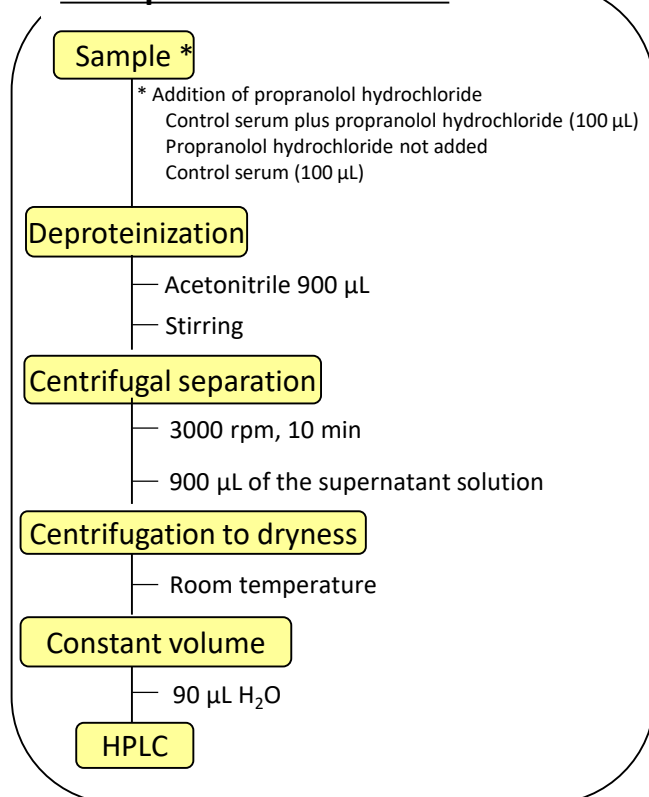 Sample *
* Addition of propranolol hydrochloride
Control serum plus propranolol hydrochloride (100 µL)
Propranolol hydrochloride not added
Control serum (100 µL)
Deproteinization
Acetonitrile 900 µL
Stirring
Centrifugal separation
3000 rpm, 10 min
900 µL of the supernatant solution
Centrifugation to dryness
Room temperature
Constant volume
90 µL H₂O
HPLC